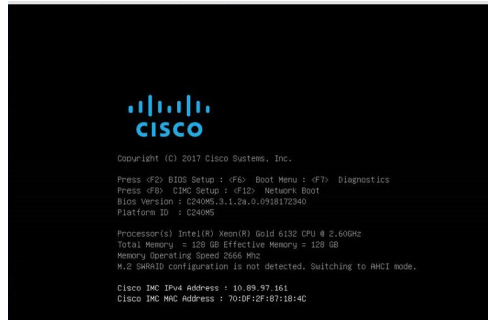 CISCO
Copyright (C) 2017 Cisco Systems, Inc.
Press <F2> BIOS Setup : <F6> Boot Menu : <F7> Diagnostics
Press <F8> CIMC Setup : <F12> Network Boot
Bios Version : C240M5.3.1.2a.0.0918172340
Platform ID : C240M5
Processor(s) Intel(R) Xeon(R) Gold 6132 CPU @ 2.60GHz
Total Memory = 128 GB Effective Memory = 128 GB
Memory Operating Speed 2666 Mhz
M.2 SWRAID configuration is not detected. Switching to AHCI mode.
Cisco IMC IPv4 Address : 10.89.97.161
Cisco IMC MAC Address : 70:DF:2F:87:18:4C